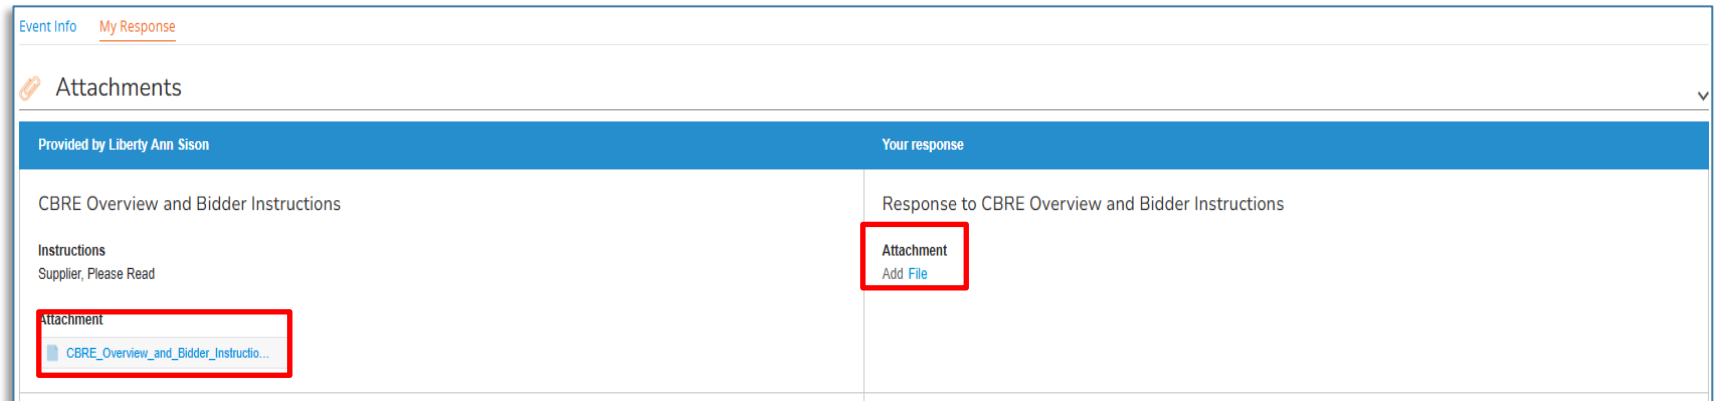 Event Info My Response
Attachments
Provided by Liberty Ann Sison Your response
CBRE Overview and Bidder Instructions Response to CBRE Overview and Bidder Instructions
Instructions Attachment
Supplier, Please Read Add File
Attachment
CBRE_Overview_and_Bidder_Instructio...